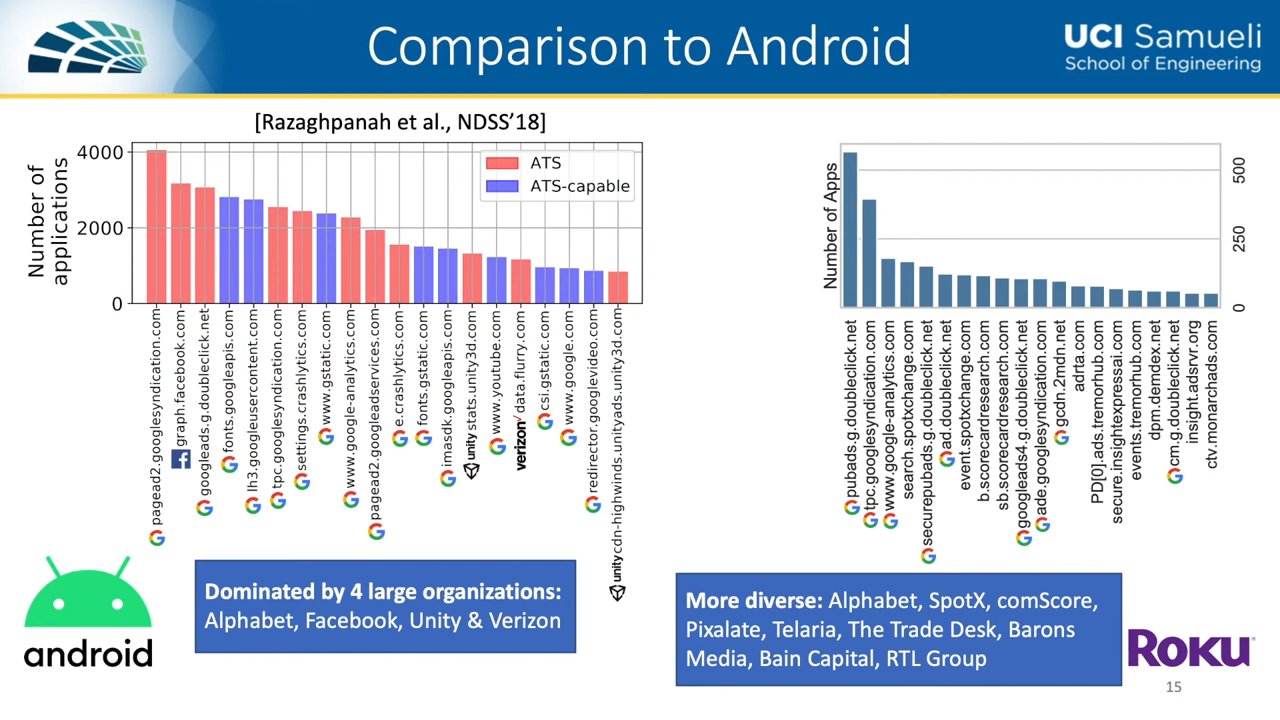 Comparison to Android
UCI Samueli
School of Engineering
[Razaghpanah et al., NDSS’18]
Number of
applications
4000
2000
0
ATS
ATS-capable
pagead2.googlesyndication.com
graph.facebook.com
googleads.g.doubleclick.net
fonts.googleapis.com
lh3.googleusercontent.com
tpc.googlesyndication.com
settings.crashlytics.com
www.gstatic.com
www.google-analytics.com
pagead2.googleadservices.com
e.crashlytics.com
fonts.gstatic.com
imasdk.googleapis.com
unity stats.unity3d.com
www.youtube.com
verizon✓ data.flurry.com
csi.gstatic.com
www.google.com
redirector.googlevideo.com
unity cdn-highwinds.unityads.unity3d.com
Number of Apps
500
250
0
pubads.g.doubleclick.net
tpc.googlesyndication.com
www.google-analytics.com
search.spotxchange.com
securepubads.g.doubleclick.net
ad.doubleclick.net
event.spotxchange.com
b.scorecardresearch.com
sb.scorecardresearch.com
googleads4.g.doubleclick.net
ade.googlesyndication.com
gcdn.2mdn.net
adrta.com
PD[0].ads.tremorhub.com
secure.insightexpressai.com
events.tremorhub.com
dpm.demdex.net
cm.g.doubleclick.net
insight.adsrvr.org
ctv.monarchads.com
android
Dominated by 4 large organizations:
Alphabet, Facebook, Unity & Verizon
More diverse: Alphabet, SpotX, comScore,
Pixalate, Telaria, The Trade Desk, Barons
Media, Bain Capital, RTL Group
ROKU
15